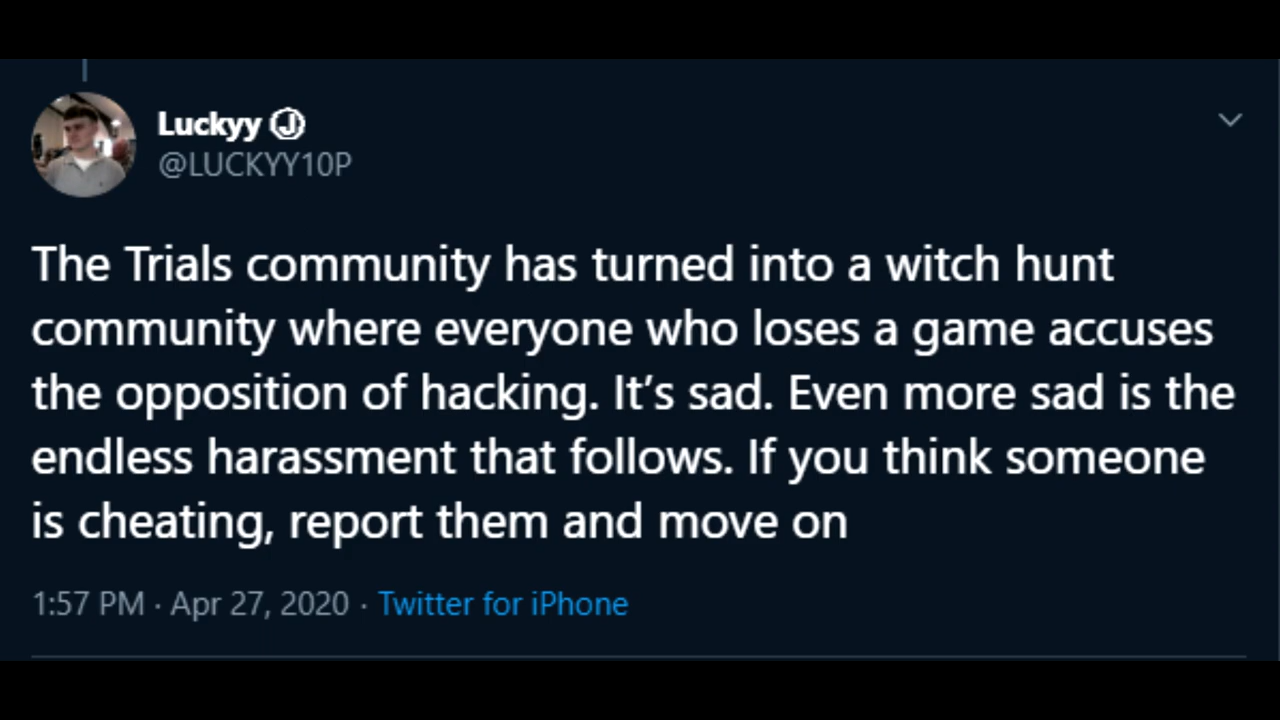 Luckyy Ⓙ
@LUCKYY10P
The Trials community has turned into a witch hunt
community where everyone who loses a game accuses
the opposition of hacking. It’s sad. Even more sad is the
endless harassment that follows. If you think someone
is cheating, report them and move on
1:57 PM · Apr 27, 2020 · Twitter for iPhone